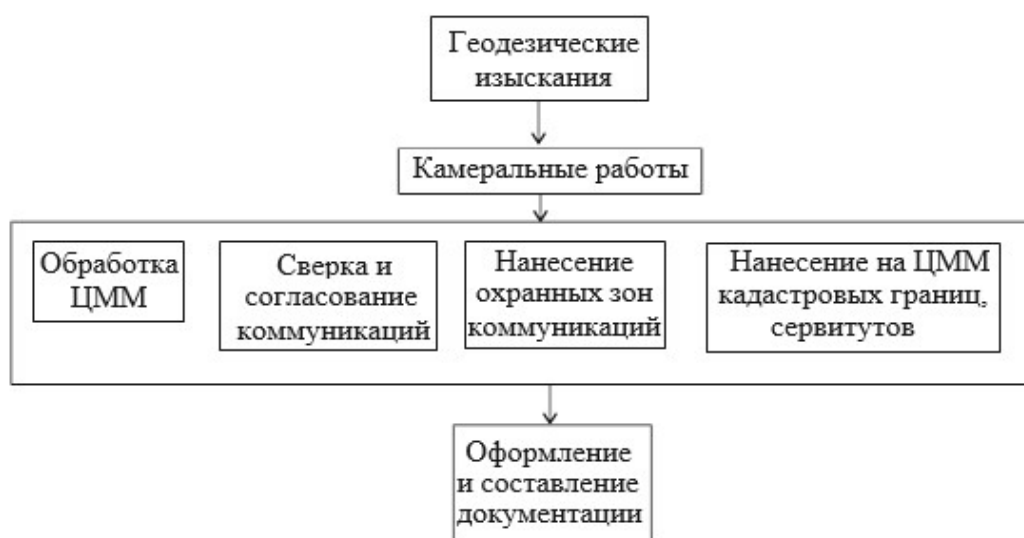 Геодезические
изыскания
Камеральные работы
Обработка
ЦММ
Сверка и
согласование
коммуникаций
Нанесение
охранных зон
коммуникаций
Нанесение на ЦММ
кадастровых границ,
сервитутов
Оформление
и составление
документации